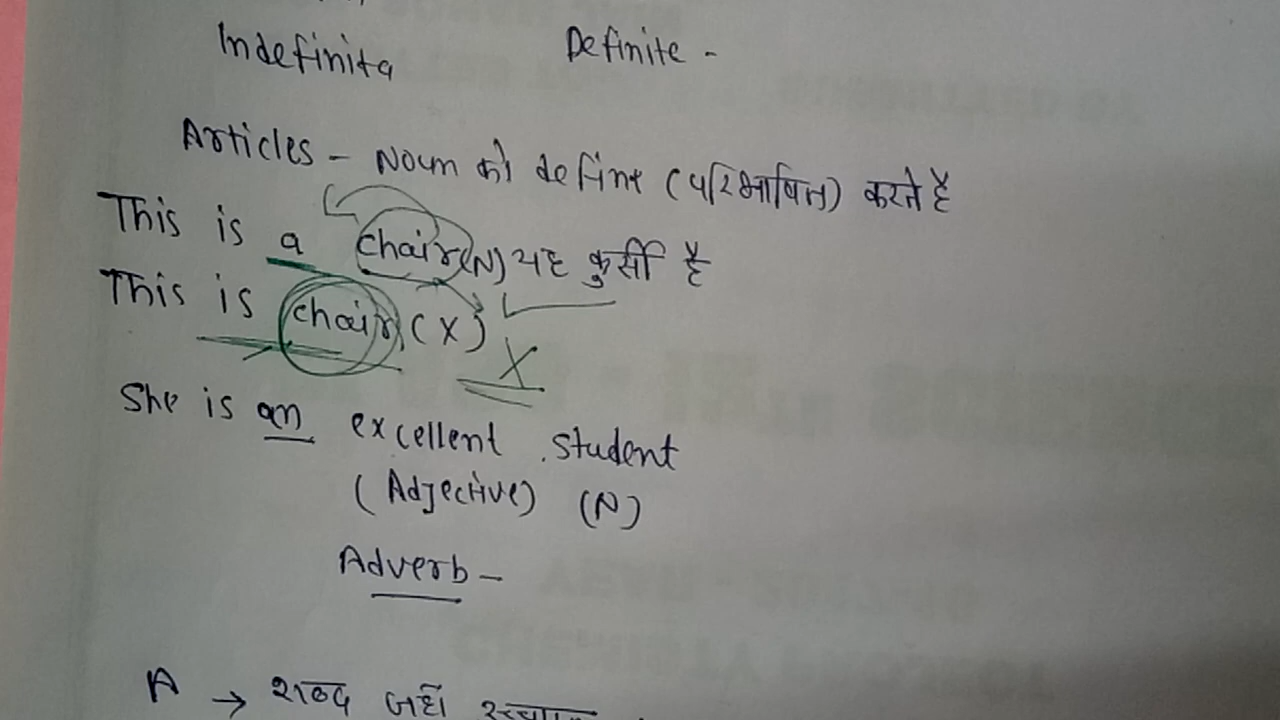 Indefinita Definite -
Articles - Noun को define (परिभाषित) करते है
This is a chair (N) यह कुर्सी है
This is chair (X)
X
She is an excellent student
(Adjective) (N)
Adverb -
A → शब्द जहाँ